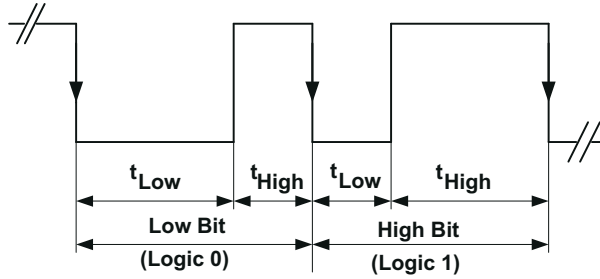 tLow tHigh tLow tHigh
Low Bit High Bit
(Logic 0) (Logic 1)